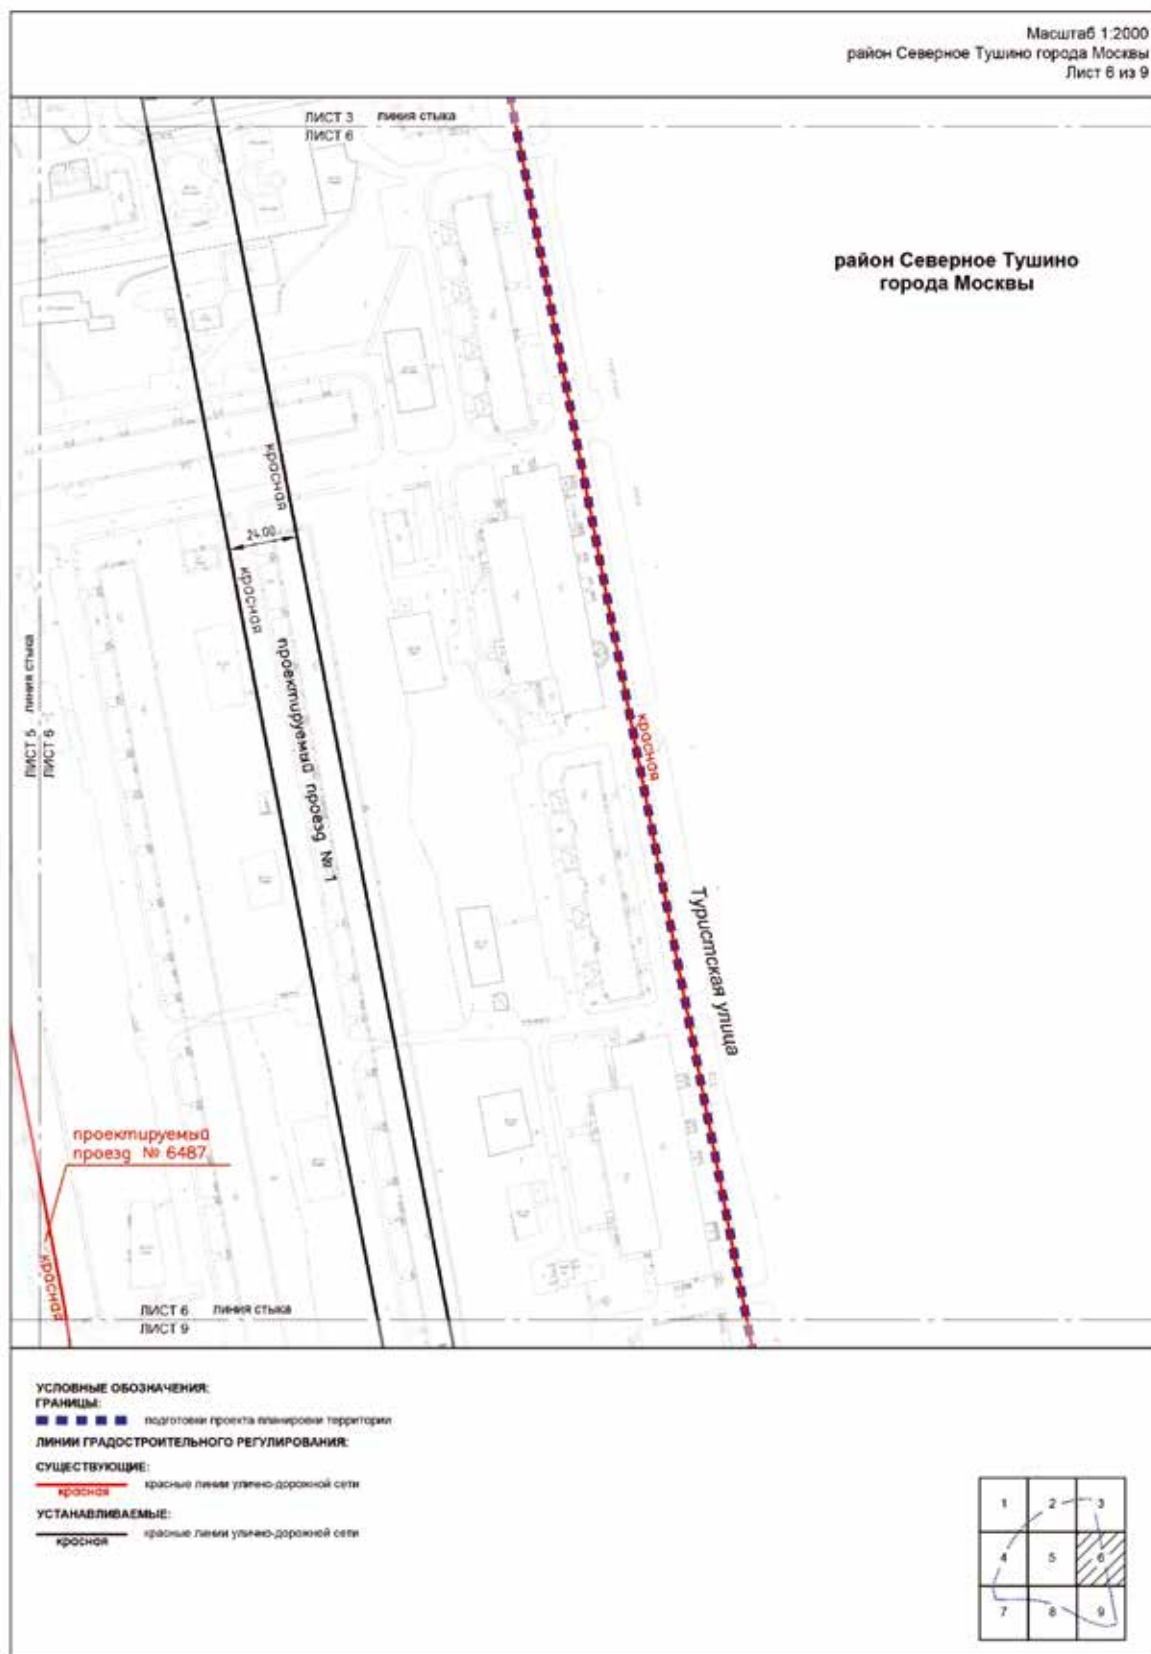 Масштаб 1:2000
район Северное Тушино города Москвы
Лист 6 из 9
ЛИСТ 3 линия стыка
ЛИСТ 6
район Северное Тушино
города Москвы
красная
24.00
красная
проектируемый проезд № 1
ЛИСТ 5 линия стыка
ЛИСТ 6
красная
Туристская улица
проектируемый
проезд № 6487
красная
ЛИСТ 6 линия стыка
ЛИСТ 9
УСЛОВНЫЕ ОБОЗНАЧЕНИЯ:
ГРАНИЦЫ:
подготовки проекта планировки территории
ЛИНИИ ГРАДОСТРОИТЕЛЬНОГО РЕГУЛИРОВАНИЯ:
СУЩЕСТВУЮЩИЕ:
красная красные линии улично-дорожной сети
УСТАНАВЛИВАЕМЫЕ:
красная красные линии улично-дорожной сети
1 2 3
4 5 6
7 8 9